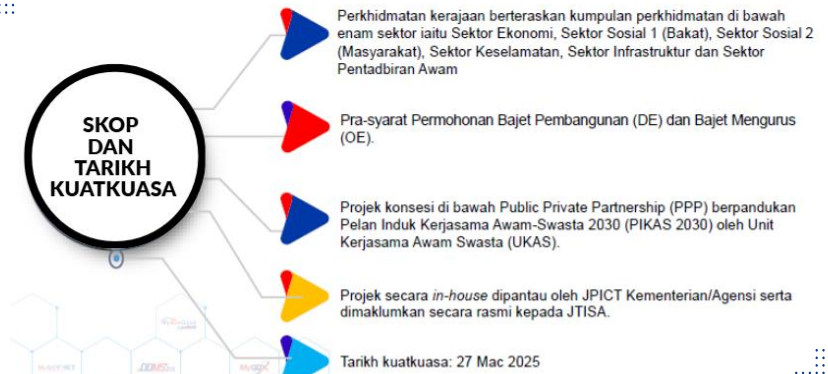 SKOP
DAN
TARIKH
KUATKUASA
Perkhidmatan kerajaan berteraskan kumpulan perkhidmatan di bawah
enam sektor iaitu Sektor Ekonomi, Sektor Sosial 1 (Bakat), Sektor Sosial 2
(Masyarakat), Sektor Keselamatan, Sektor Infrastruktur dan Sektor
Pentadbiran Awam
Pra-syarat Permohonan Bajet Pembangunan (DE) dan Bajet Mengurus
(OE).
Projek konsesi di bawah Public Private Partnership (PPP) berpandukan
Pelan Induk Kerjasama Awam-Swasta 2030 (PIKAS 2030) oleh Unit
Kerjasama Awam Swasta (UKAS).
Projek secara in-house dipantau oleh JPICT Kementerian/Agensi serta
dimaklumkan secara rasmi kepada JTISA.
Tarikh kuatkuasa: 27 Mac 2025